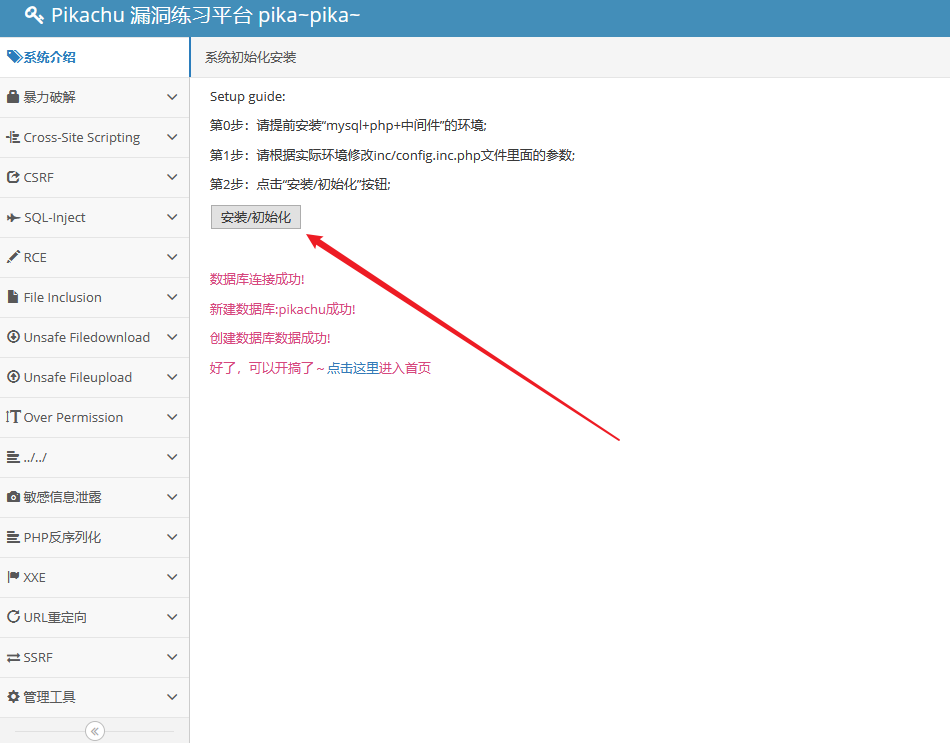 Pikachu 漏洞练习平台 pika~pika~
系统介绍
系统初始化安装
暴力破解
Cross-Site Scripting
CSRF
SQL-Inject
RCE
File Inclusion
Unsafe Filedownload
Unsafe Fileupload
Over Permission
../../
敏感信息泄露
PHP反序列化
XXE
URL重定向
SSRF
管理工具
Setup guide:
第0步：请提前安装“mysql+php+中间件”的环境;
第1步：请根据实际环境修改inc/config.inc.php文件里面的参数;
第2步：点击“安装/初始化”按钮;
安装/初始化
数据库连接成功!
新建数据库:pikachu成功!
创建数据库数据成功!
好了，可以开搞了～点击这里进入首页